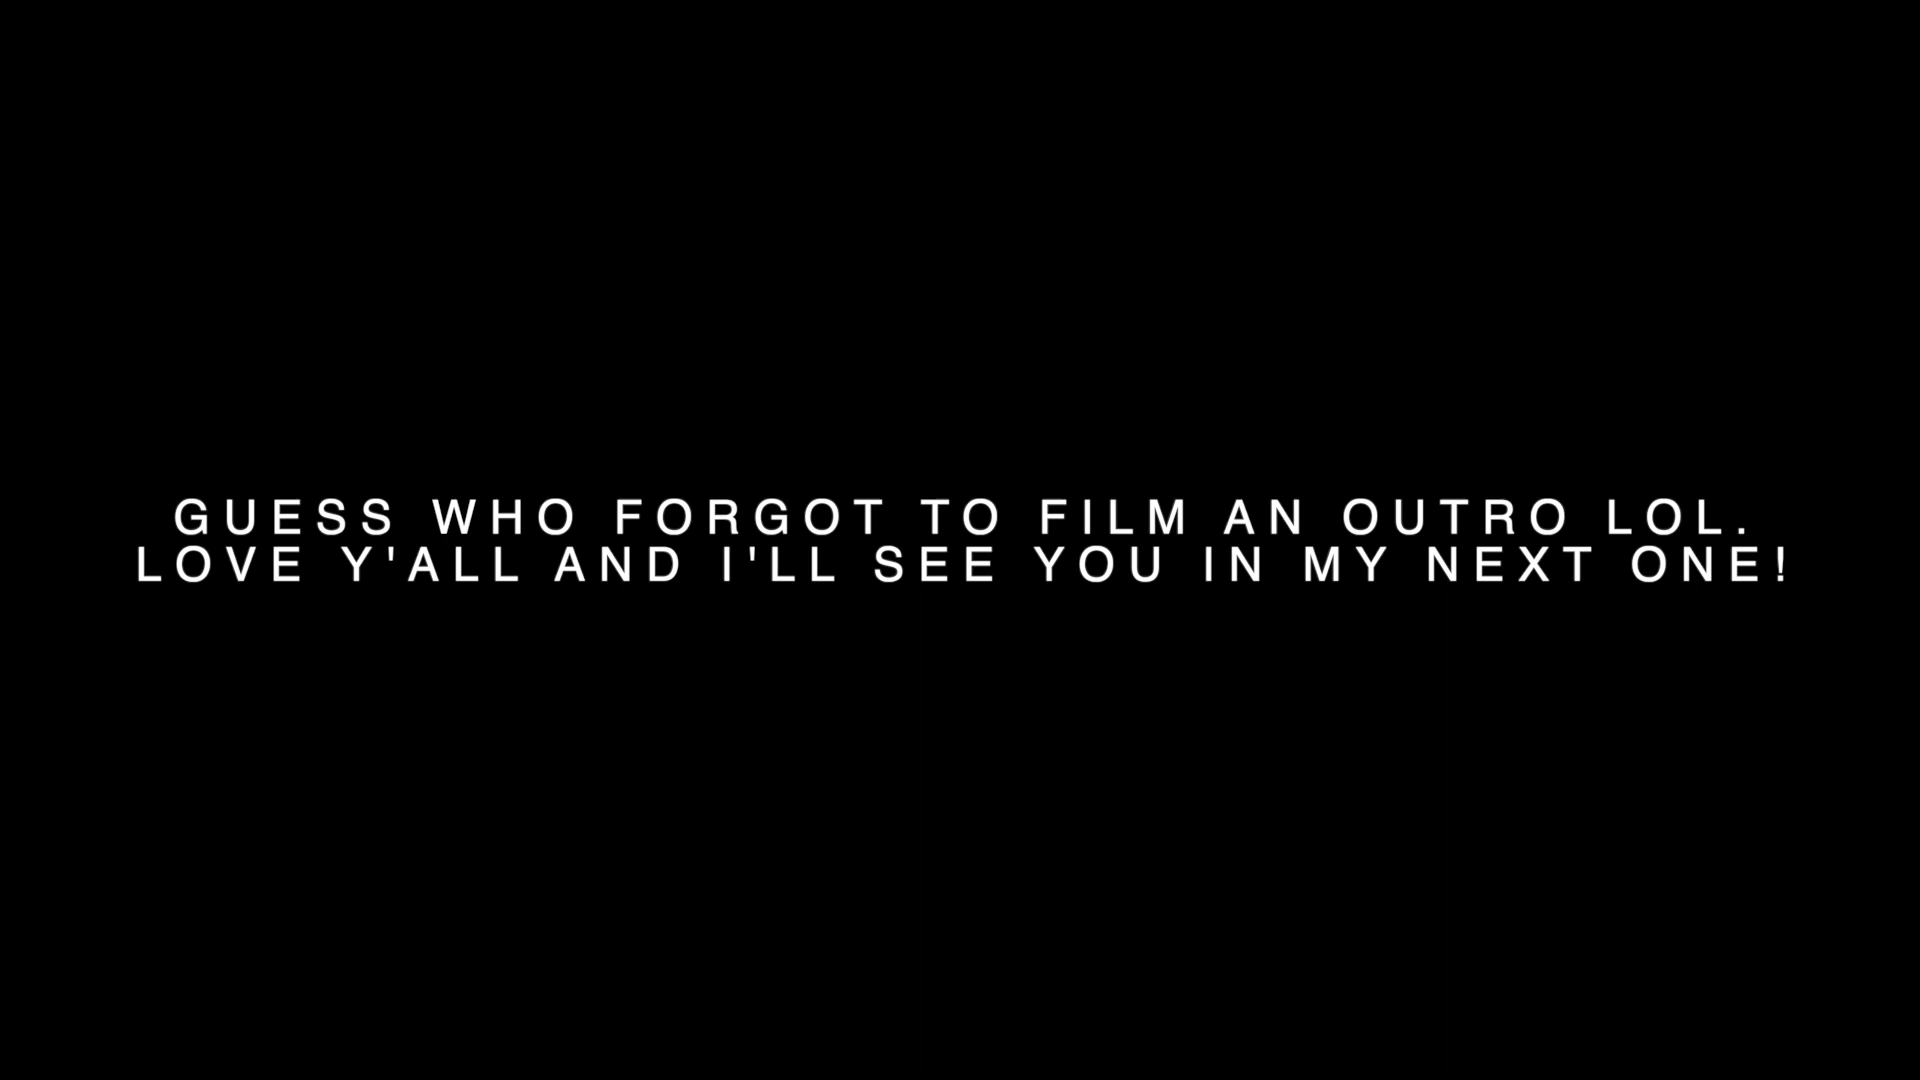 GUESS WHO FORGOT TO FILM AN OUTRO LOL.
LOVE Y'ALL AND I'LL SEE YOU IN MY NEXT ONE!